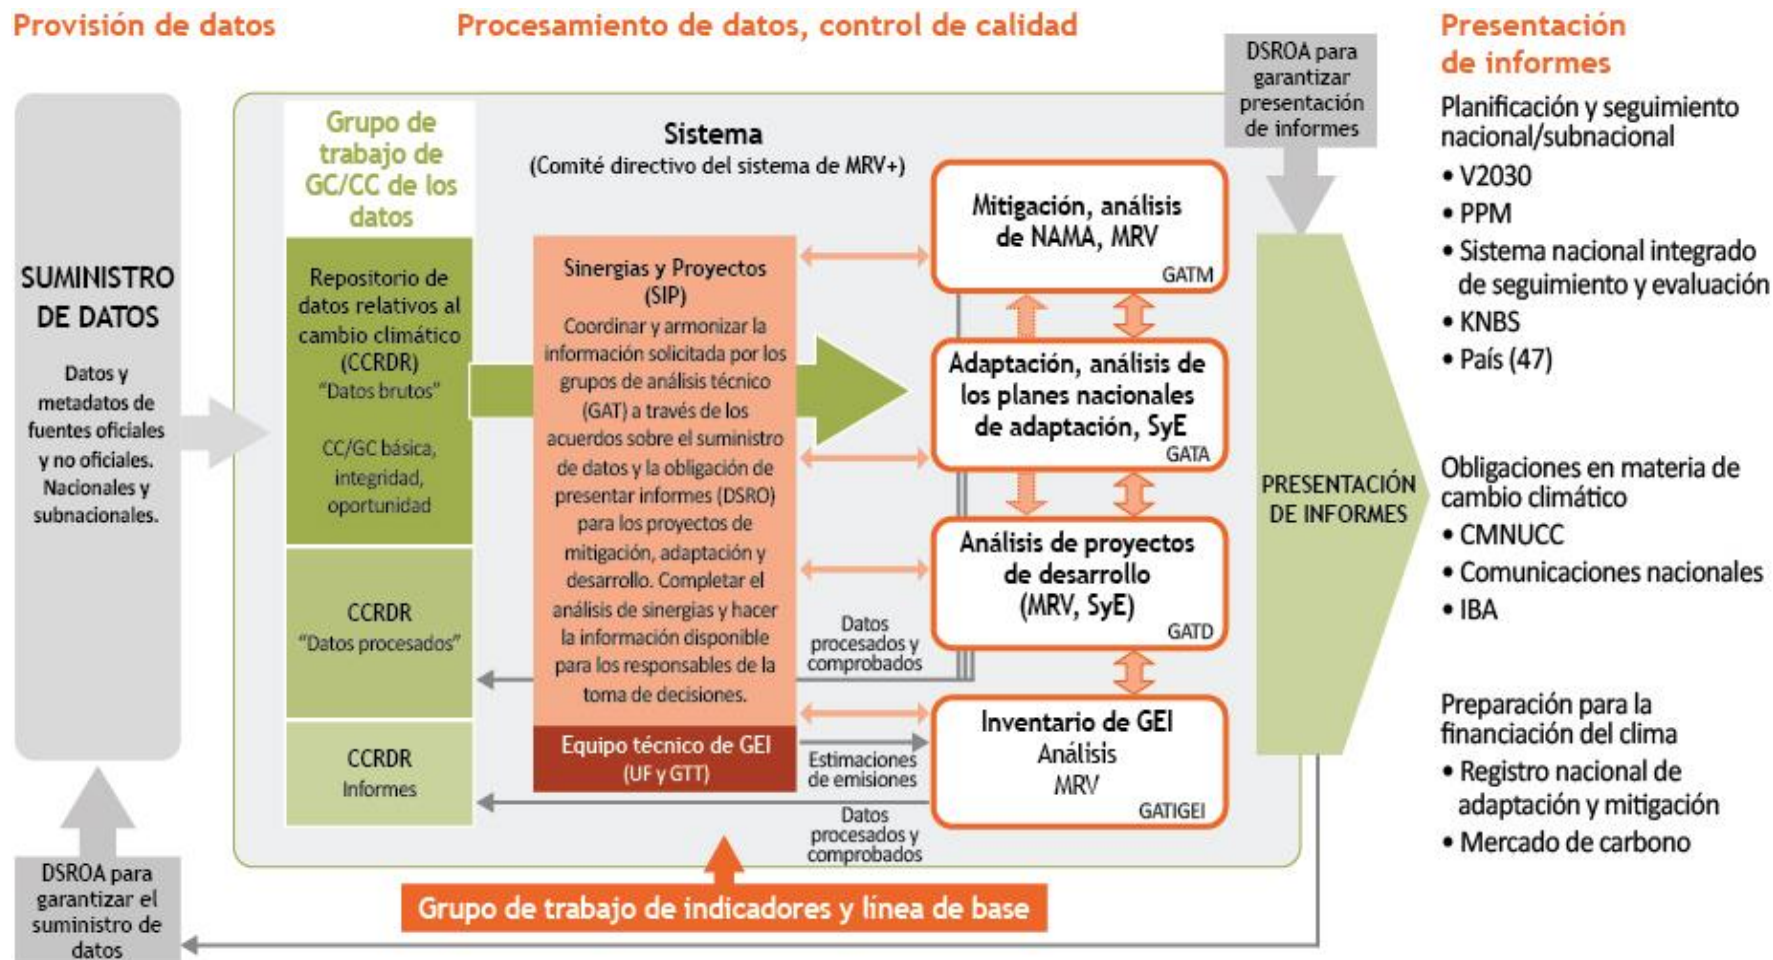 Provisión de datos
Procesamiento de datos, control de calidad
Presentación
de informes
SUMINISTRO
DE DATOS
Datos y
metadatos de
fuentes oficiales
y no oficiales.
Nacionales y
subnacionales.
DSROA para
garantizar el
suministro de
datos
Grupo de
trabajo de
GC/CC de los
datos
Repositorio de
datos relativos al
cambio climático
(CCRDR)
"Datos brutos"
CC/GC básica,
integridad,
oportunidad
CCRDR
"Datos procesados"
CCRDR
Informes
Sistema
(Comité directivo del sistema de MRV+)
Sinergias y Proyectos
(SIP)
Coordinar y armonizar la
información solicitada por los
grupos de análisis técnico
(GAT) a través de los
acuerdos sobre el suministro
de datos y la obligación de
presentar informes (DSRO)
para los proyectos de
mitigación, adaptación y
desarrollo. Completar el
análisis de sinergias y hacer
la información disponible
para los responsables de la
toma de decisiones.
Equipo técnico de GEI
(UF y GTT)
Datos
procesados y
comprobados
Estimaciones
de emisiones
Datos
procesados y
comprobados
Mitigación, análisis
de NAMA, MRV
GATM
Adaptación, análisis de
los planes nacionales
de adaptación, SyE
GATA
Análisis de proyectos
de desarrollo
(MRV, SyE)
GATD
Inventario de GEI
Análisis
MRV
GATIGEI
Grupo de trabajo de indicadores y línea de base
DSROA para
garantizar
presentación
de informes
PRESENTACIÓN
DE INFORMES
Planificación y seguimiento
nacional/subnacional
• V2030
• PPM
• Sistema nacional integrado
de seguimiento y evaluación
• KNBS
• País (47)
Obligaciones en materia de
cambio climático
• CMNUCC
• Comunicaciones nacionales
• IBA
Preparación para la
financiación del clima
• Registro nacional de
adaptación y mitigación
• Mercado de carbono